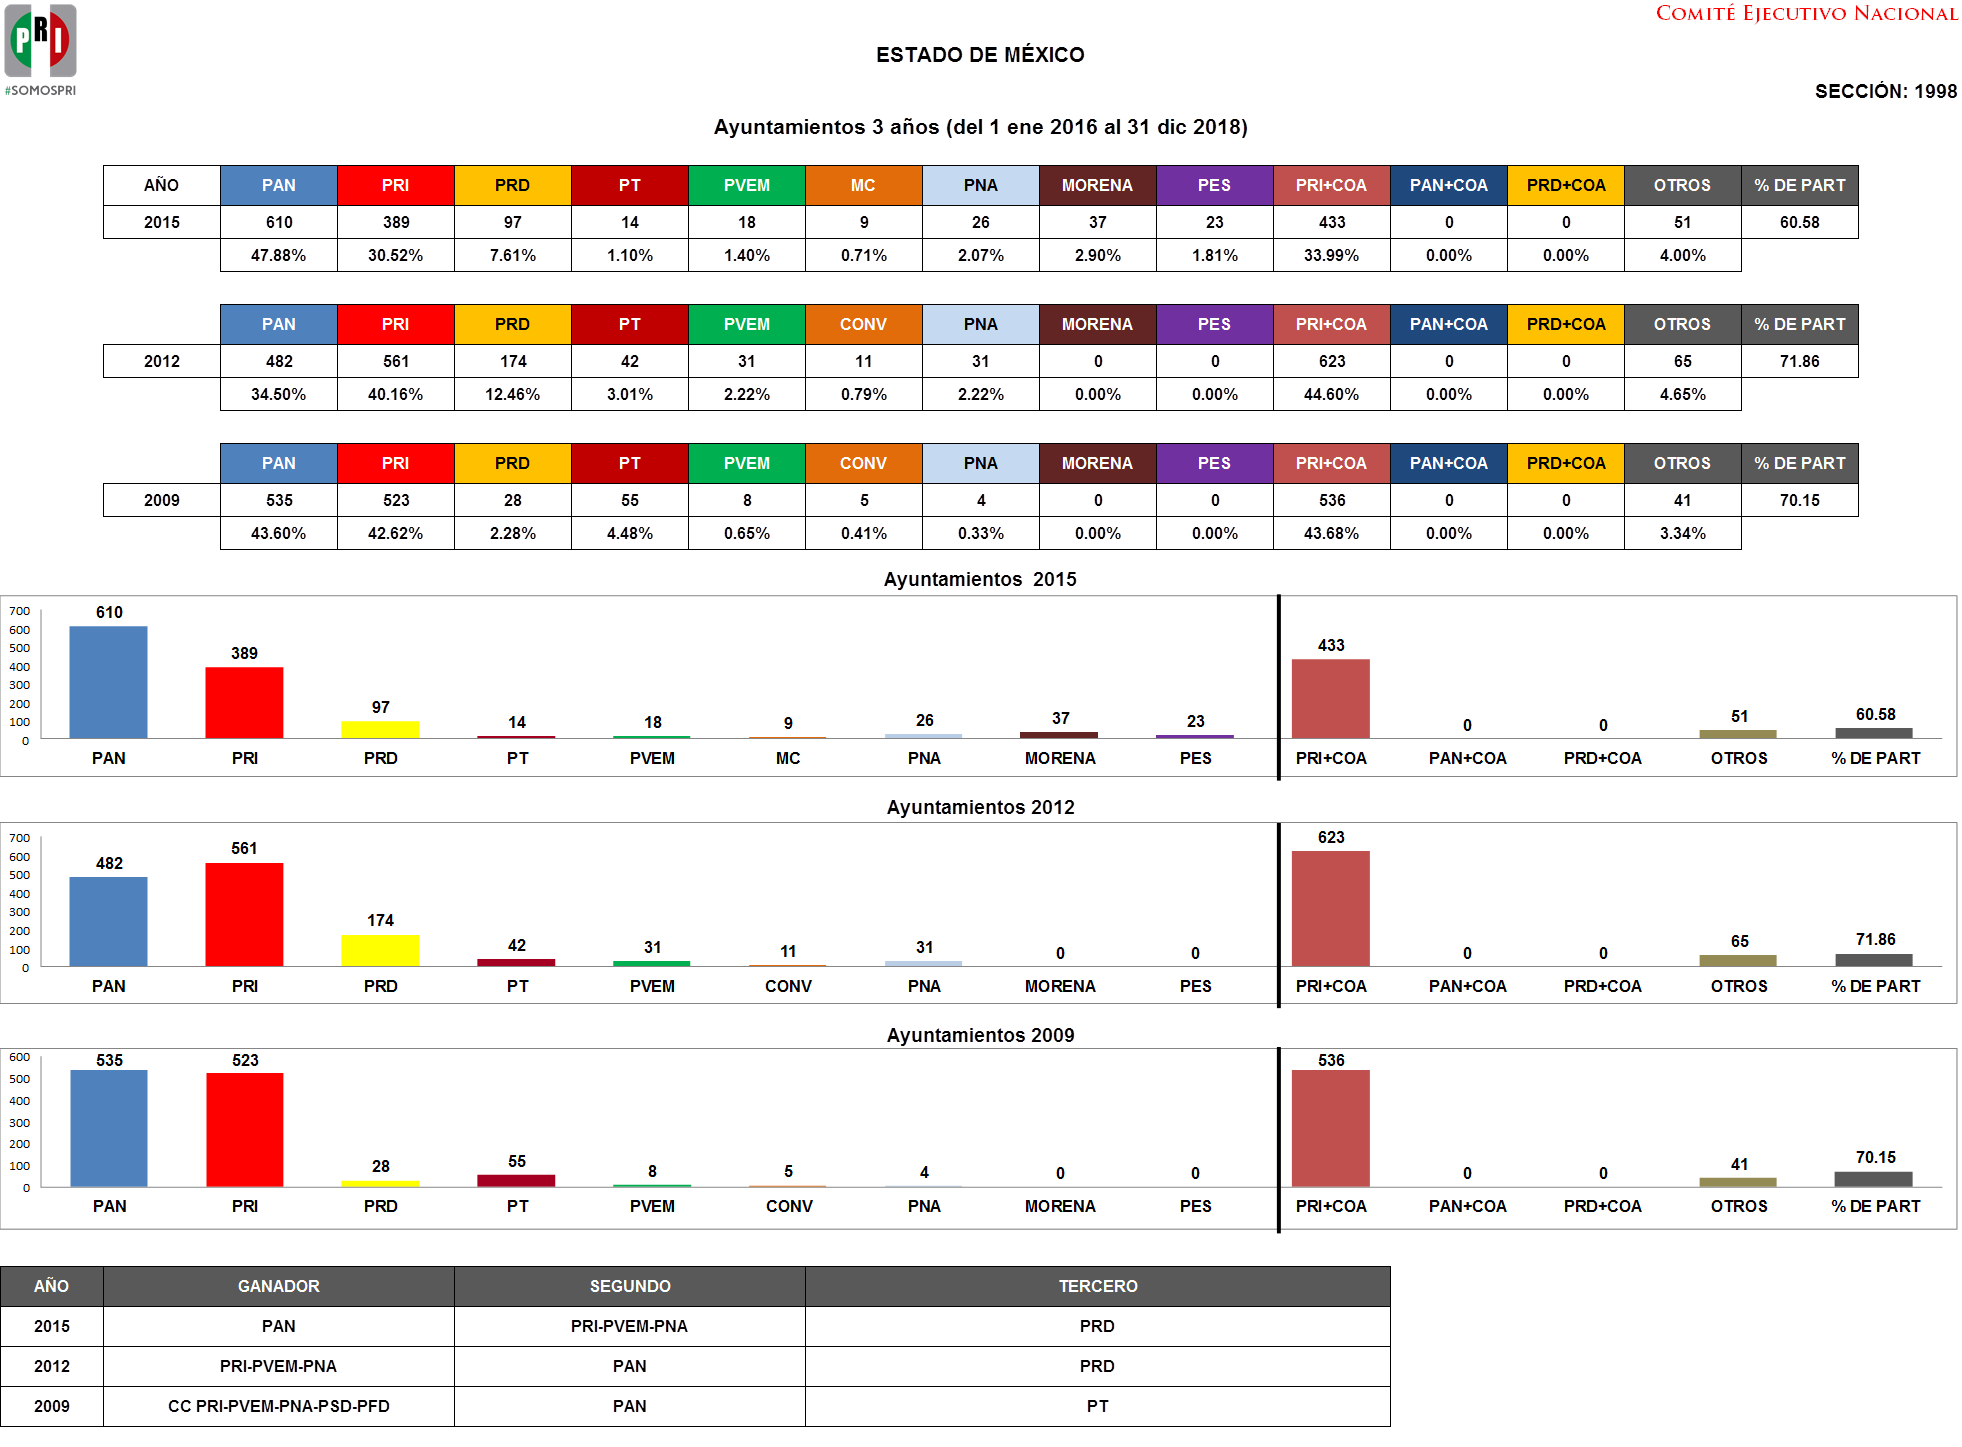 PRI
#SOMOSPRI
COMITÉ EJECUTIVO NACIONAL
ESTADO DE MÉXICO
SECCIÓN: 1998
Ayuntamientos 3 años (del 1 ene 2016 al 31 dic 2018)
AÑO PAN PRI PRD PT PVEM MC PNA MORENA PES PRI+COA PAN+COA PRD+COA OTROS % DE PART
2015 610 389 97 14 18 9 26 37 23 433 0 0 51 60.58
47.88% 30.52% 7.61% 1.10% 1.40% 0.71% 2.07% 2.90% 1.81% 33.99% 0.00% 0.00% 4.00%
PAN PRI PRD PT PVEM CONV PNA MORENA PES PRI+COA PAN+COA PRD+COA OTROS % DE PART
2012 482 561 174 42 31 11 31 0 0 623 0 0 65 71.86
34.50% 40.16% 12.46% 3.01% 2.22% 0.79% 2.22% 0.00% 0.00% 44.60% 0.00% 0.00% 4.65%
PAN PRI PRD PT PVEM CONV PNA MORENA PES PRI+COA PAN+COA PRD+COA OTROS % DE PART
2009 535 523 28 55 8 5 4 0 0 536 0 0 41 70.15
43.60% 42.62% 2.28% 4.48% 0.65% 0.41% 0.33% 0.00% 0.00% 43.68% 0.00% 0.00% 3.34%
Ayuntamientos 2015
700
600
500
400
300
200
100
0
610 389 97 14 18 9 26 37 23 433 0 0 51 60.58
PAN PRI PRD PT PVEM MC PNA MORENA PES PRI+COA PAN+COA PRD+COA OTROS % DE PART
Ayuntamientos 2012
700
600
500
400
300
200
100
0
482 561 174 42 31 11 31 0 0 623 0 0 65 71.86
PAN PRI PRD PT PVEM CONV PNA MORENA PES PRI+COA PAN+COA PRD+COA OTROS % DE PART
Ayuntamientos 2009
600
500
400
300
200
100
0
535 523 28 55 8 5 4 0 0 536 0 0 41 70.15
PAN PRI PRD PT PVEM CONV PNA MORENA PES PRI+COA PAN+COA PRD+COA OTROS % DE PART
AÑO GANADOR SEGUNDO TERCERO
2015 PAN PRI-PVEM-PNA PRD
2012 PRI-PVEM-PNA PAN PRD
2009 CC PRI-PVEM-PNA-PSD-PFD PAN PT